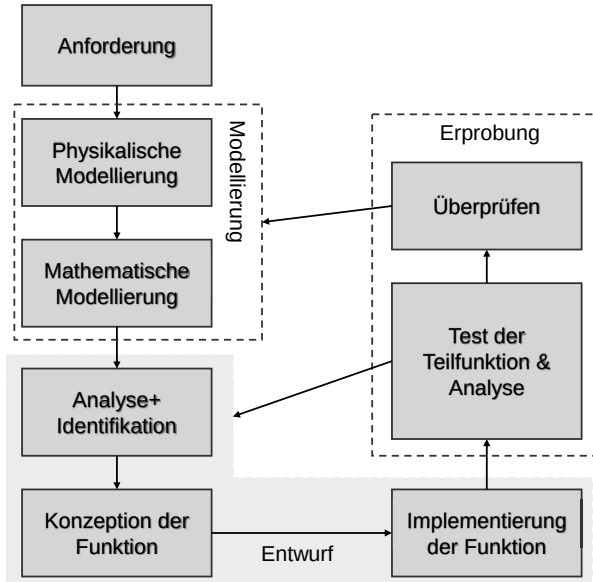 Anforderung
Physikalische
Modellierung
Mathematische
Modellierung
Modellierung
Analyse+
Identifikation
Konzeption der
Funktion
Entwurf
Implementierung
der Funktion
Erprobung
Überprüfen
Test der
Teilfunktion &
Analyse